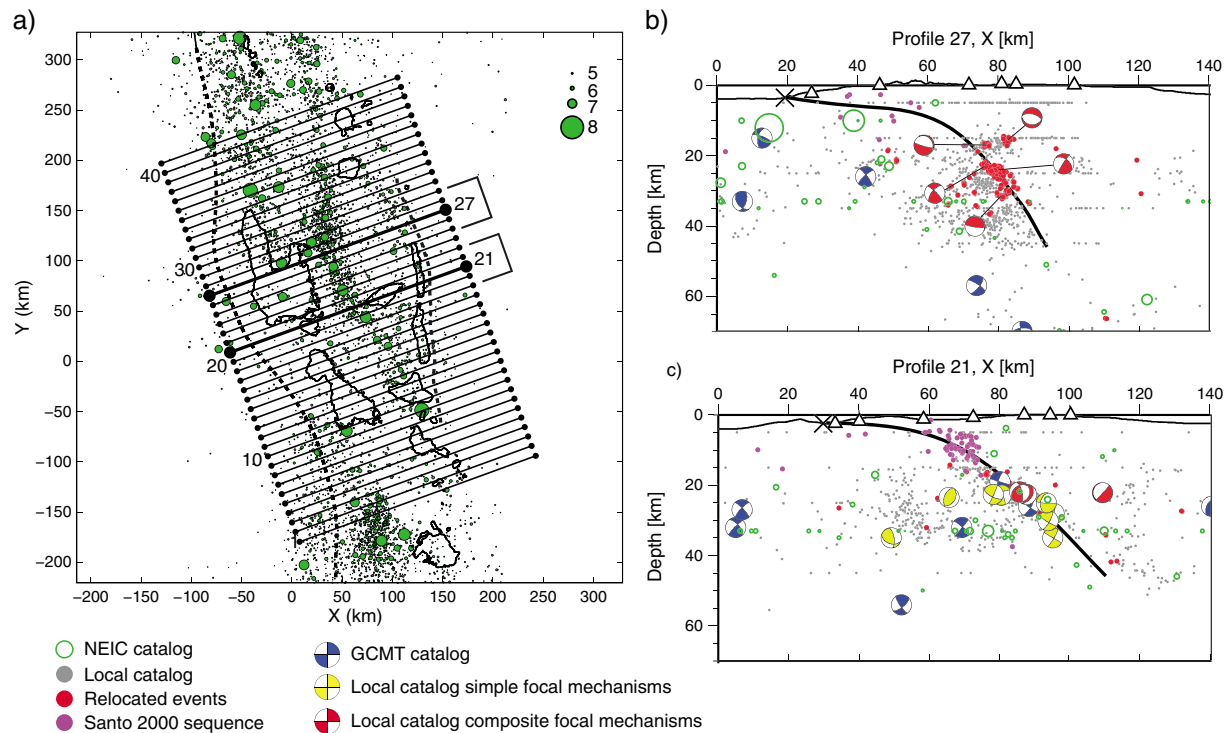 a)
300
250
200
150
100
50
0
−50
−100
−150
−200
Y (km)
−200 −150 −100 −50 0 50 100 150 200 250 300
X (km)
5
6
7
8
40
30
20
10
27
21
b)
Profile 27, X [km]
0 20 40 60 80 100 120 140
0
20
40
60
Depth [km]
c)
Profile 21, X [km]
0 20 40 60 80 100 120 140
0
20
40
60
Depth [km]
NEIC catalog
Local catalog
Relocated events
Santo 2000 sequence
GCMT catalog
Local catalog simple focal mechanisms
Local catalog composite focal mechanisms